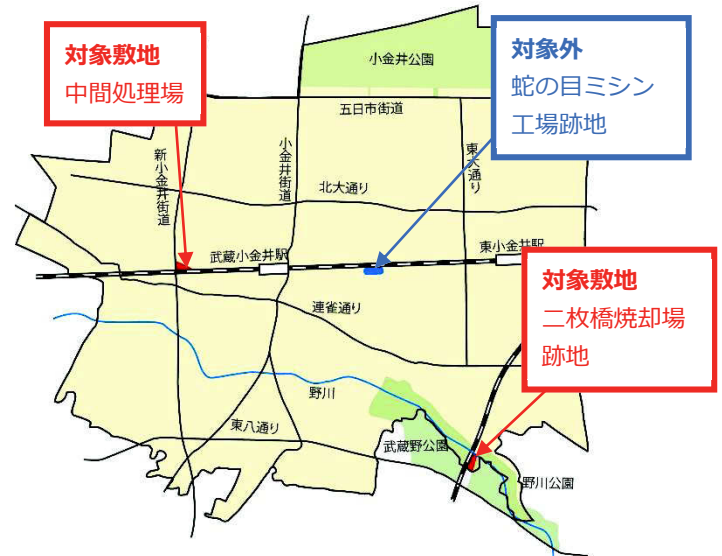 対象敷地
中間処理場
対象外
蛇の目ミシン
工場跡地
小金井公園
五日市街道
新小金井街道
小金井街道
東大通り
北大通り
武蔵小金井駅
東小金井駅
対象敷地
二枚橋焼却場
跡地
連雀通り
野川
東八通り
武蔵野公園
野川公園